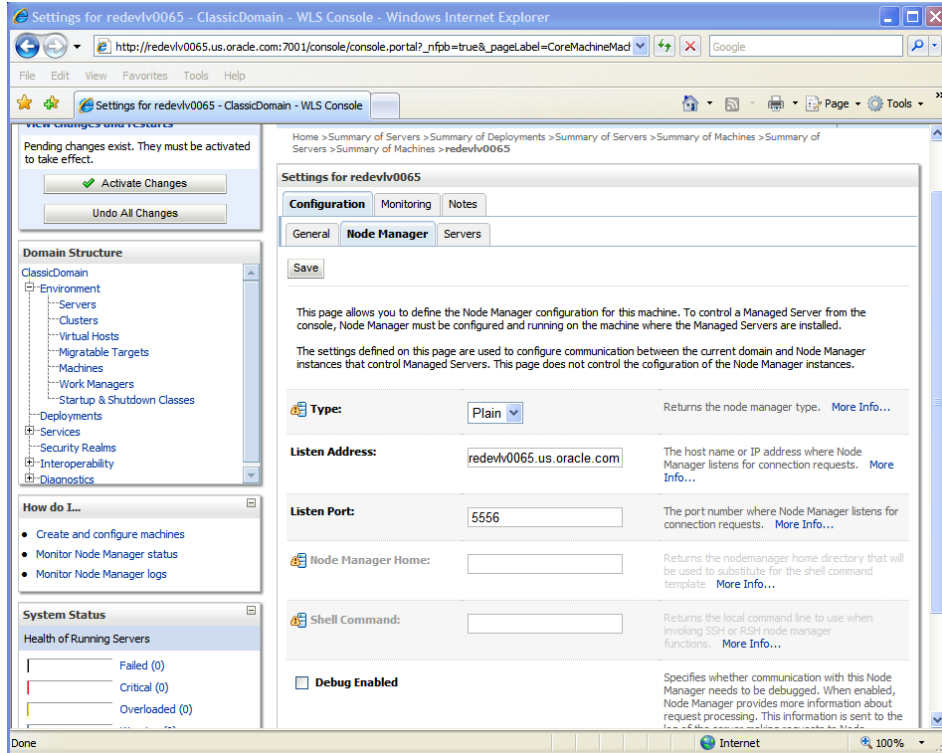 Settings for redevlv0065 - ClassicDomain - WLS Console - Windows Internet Explorer
http://redevlv0065.us.oracle.com:7001/console/console.portal?_nfpb=true&_pageLabel=CoreMachineMacl
Google
File Edit View Favorites Tools Help
Settings for redevlv0065 - ClassicDomain - WLS Console
Page Tools
View changes and restarts
Pending changes exist. They must be activated
to take effect.
Activate Changes
Undo All Changes
Domain Structure
ClassicDomain
Environment
Servers
Clusters
Virtual Hosts
Migratable Targets
Machines
Work Managers
Startup & Shutdown Classes
Deployments
Services
Security Realms
Interoperability
Diagnostics
How do I...
Create and configure machines
Monitor Node Manager status
Monitor Node Manager logs
System Status
Health of Running Servers
Failed (0)
Critical (0)
Overloaded (0)
Home >Summary of Servers >Summary of Deployments >Summary of Servers >Summary of Machines >Summary of
Servers >Summary of Machines >redevlv0065
Settings for redevlv0065
Configuration Monitoring Notes
General Node Manager Servers
Save
This page allows you to define the Node Manager configuration for this machine. To control a Managed Server from the
console, Node Manager must be configured and running on the machine where the Managed Servers are installed.
The settings defined on this page are used to configure communication between the current domain and Node Manager
instances that control Managed Servers. This page does not control the cofiguration of the Node Manager instances.
Type: Plain Returns the node manager type. More Info...
Listen Address: redevlv0065.us.oracle.com The host name or IP address where Node
Manager listens for connection requests. More
Info...
Listen Port: 5556 The port number where Node Manager listens for
connection requests. More Info...
Node Manager Home: Returns the nodemanager home directory that will
be used to substitute for the shell command
template More Info...
Shell Command: Returns the local command line to use when
invoking SSH or RSH node manager
functions. More Info...
Debug Enabled Specifies whether communication with this Node
Manager needs to be debugged. When enabled,
Node Manager provides more information about
request processing. This information is sent to the
Done Internet 100%